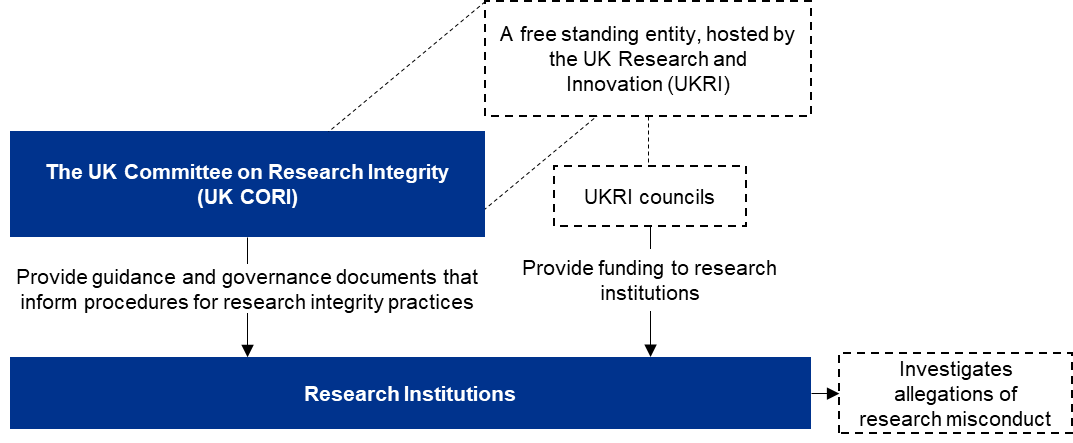 A free standing entity, hosted by
the UK Research and
Innovation (UKRI)
The UK Committee on Research Integrity
(UK CORI)
UKRI councils
Provide guidance and governance documents that
inform procedures for research integrity practices
Provide funding to research
institutions
Research Institutions
Investigates
allegations of
research misconduct